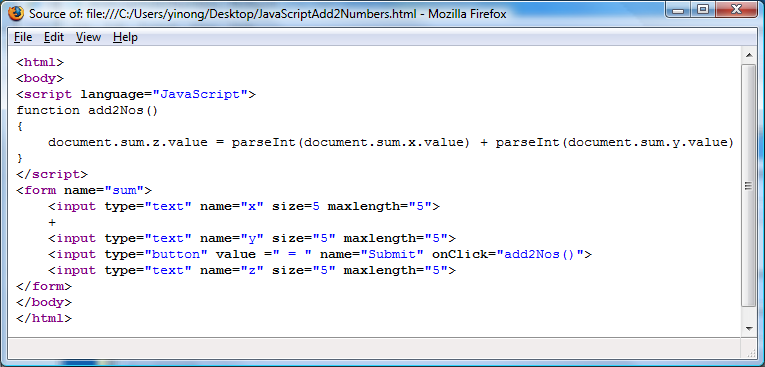 Source of: file:///C:/Users/yinong/Desktop/JavaScriptAdd2Numbers.html - Mozilla Firefox
File Edit View Help
<html>
<body>
<script language="JavaScript">
function add2Nos()
{
    document.sum.z.value = parseInt(document.sum.x.value) + parseInt(document.sum.y.value)
}
</script>
<form name="sum">
    <input type="text" name="x" size=5 maxlength="5">
    +
    <input type="text" name="y" size="5" maxlength="5">
    <input type="button" value =" = " name="Submit" onClick="add2Nos()">
    <input type="text" name="z" size="5" maxlength="5">
</form>
</body>
</html>